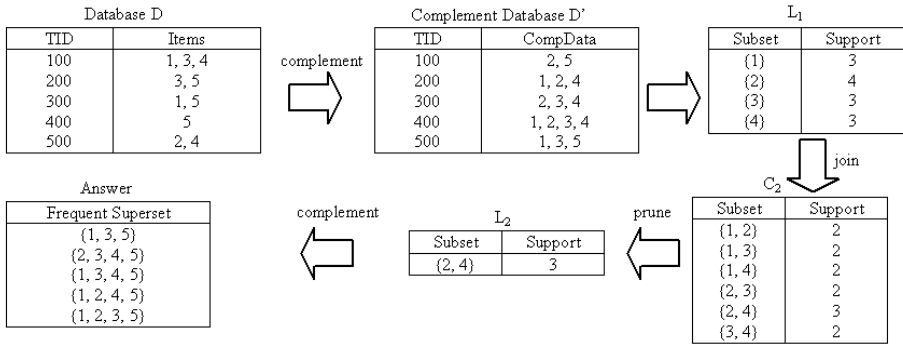 Database D
TID Items
100 1, 3, 4
200 3, 5
300 1, 5
400 5
500 2, 4
complement
Complement Database D’
TID CompData
100 2, 5
200 1, 2, 4
300 2, 3, 4
400 1, 2, 3, 4
500 1, 3, 5
L1
Subset Support
{1} 3
{2} 4
{3} 3
{4} 3
join
C2
Subset Support
{1, 2} 2
{1, 3} 2
{1, 4} 2
{2, 3} 2
{2, 4} 3
{3, 4} 2
prune
L2
Subset Support
{2, 4} 3
complement
Answer
Frequent Superset
{1, 3, 5}
{2, 3, 4, 5}
{1, 3, 4, 5}
{1, 2, 4, 5}
{1, 2, 3, 5}